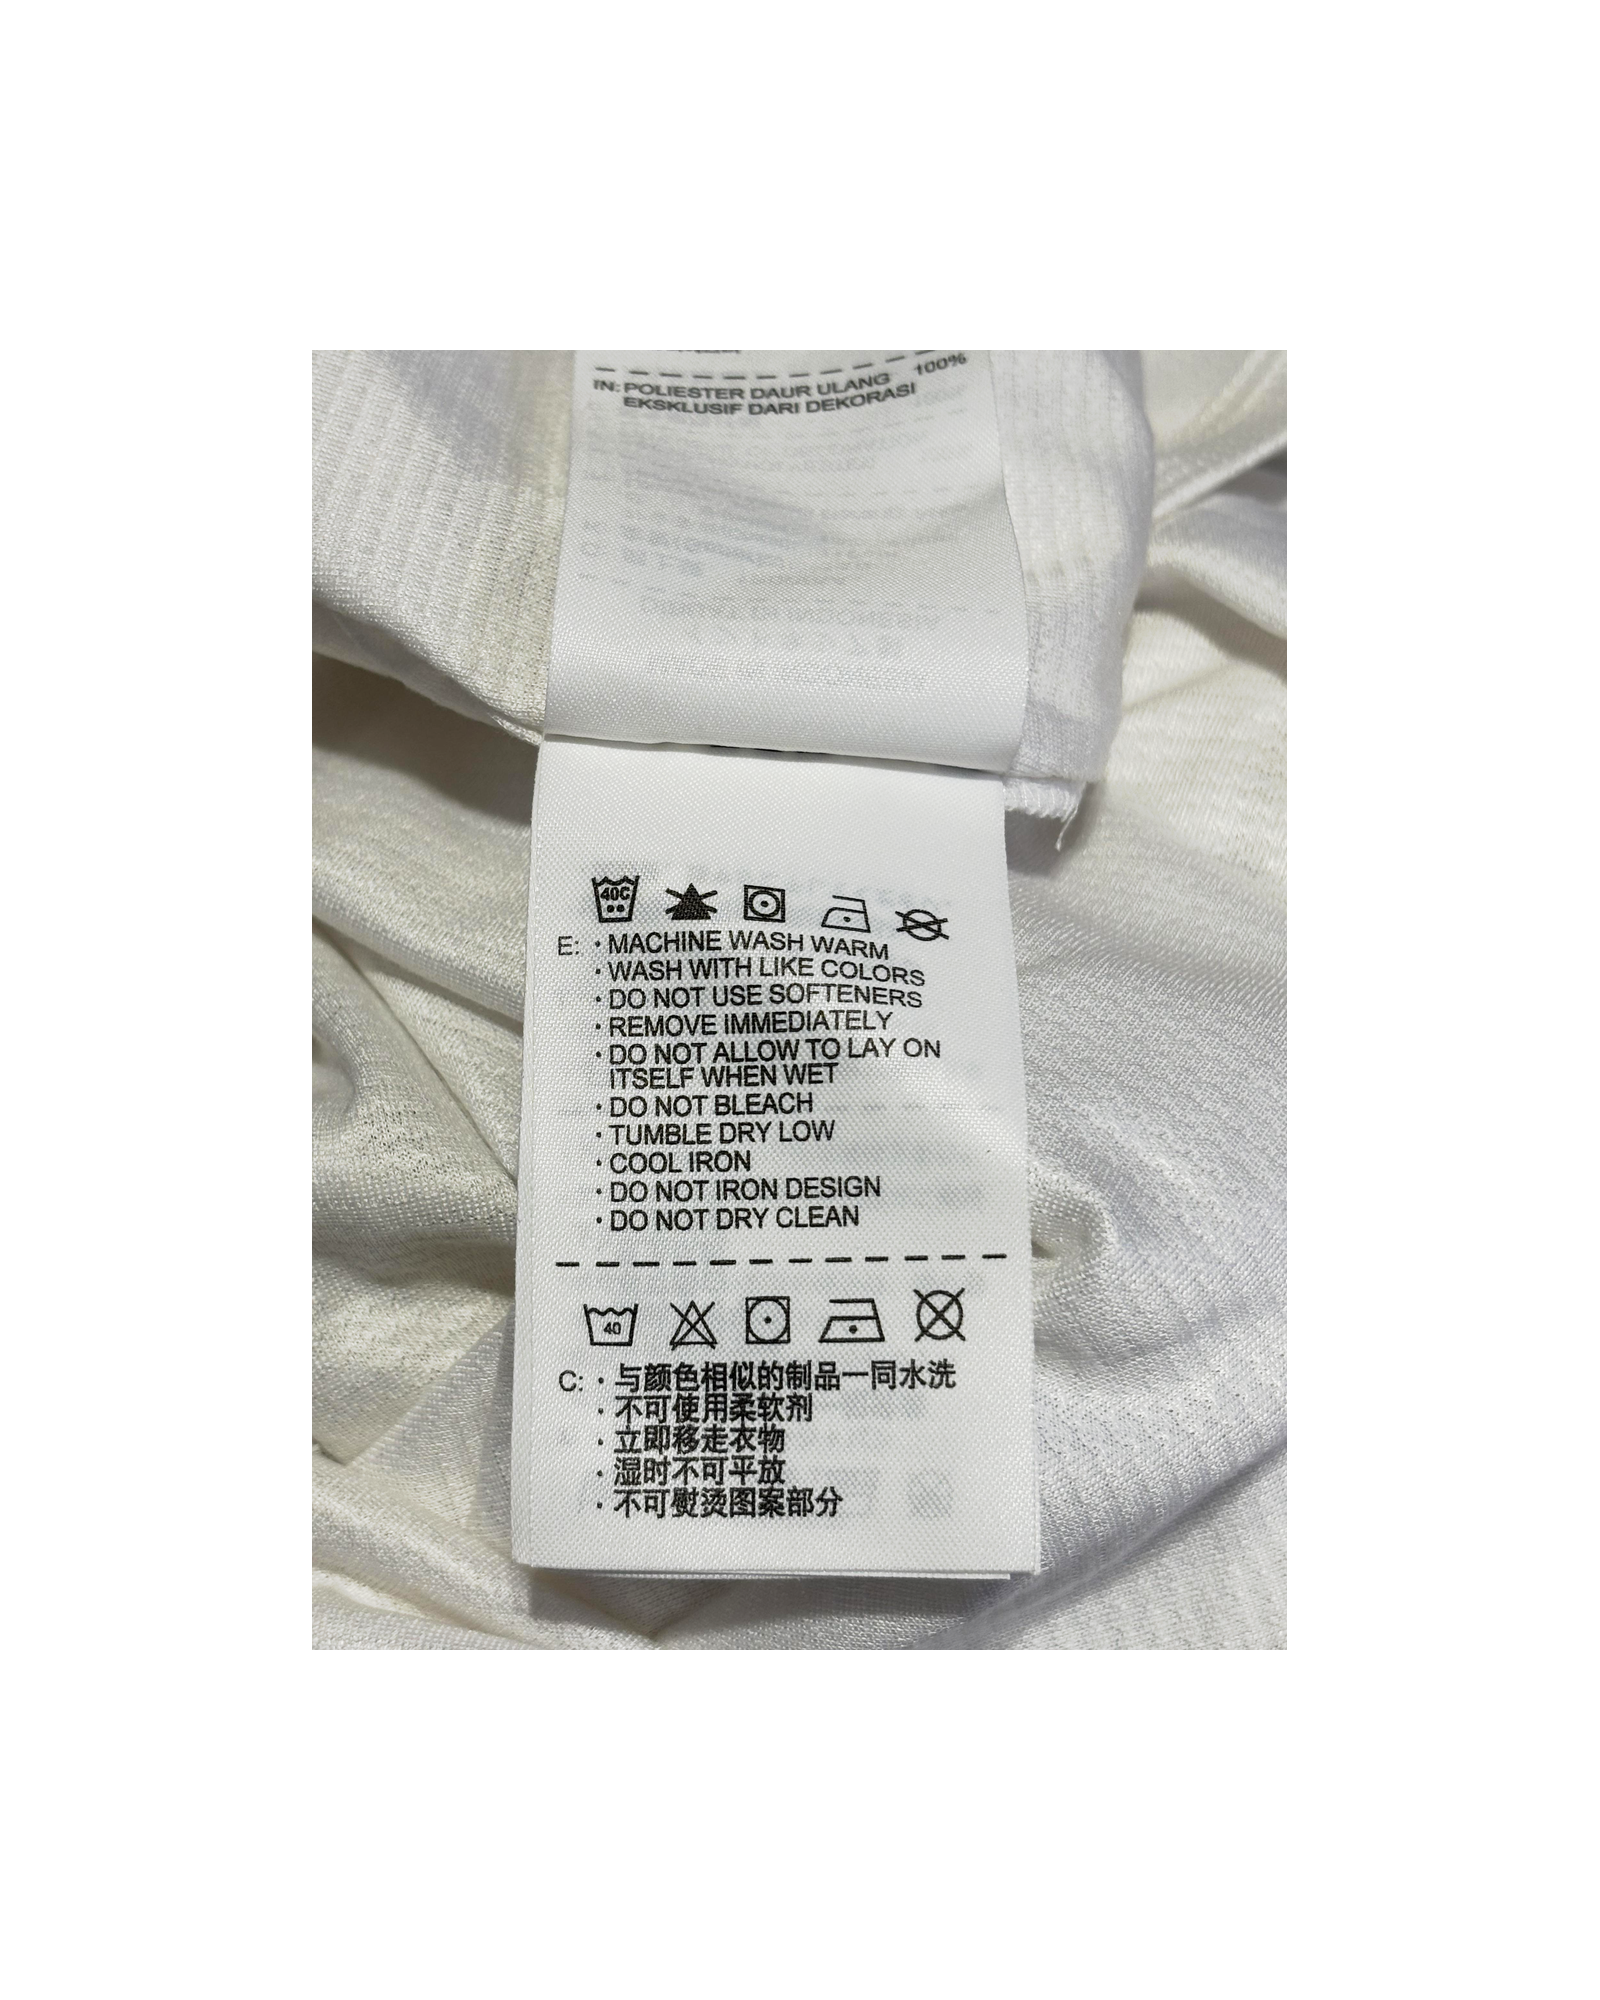 100%
IN: POLIESTER DAUR ULANG
EKSKLUSIF DARI DEKORASI
40C
E: · MACHINE WASH WARM
· WASH WITH LIKE COLORS
· DO NOT USE SOFTENERS
· REMOVE IMMEDIATELY
· DO NOT ALLOW TO LAY ON
ITSELF WHEN WET
· DO NOT BLEACH
· TUMBLE DRY LOW
· COOL IRON
· DO NOT IRON DESIGN
· DO NOT DRY CLEAN
40
C: · 与颜色相似的制品一同水洗
· 不可使用柔软剂
· 立即移走衣物
· 湿时不可平放
· 不可熨烫图案部分